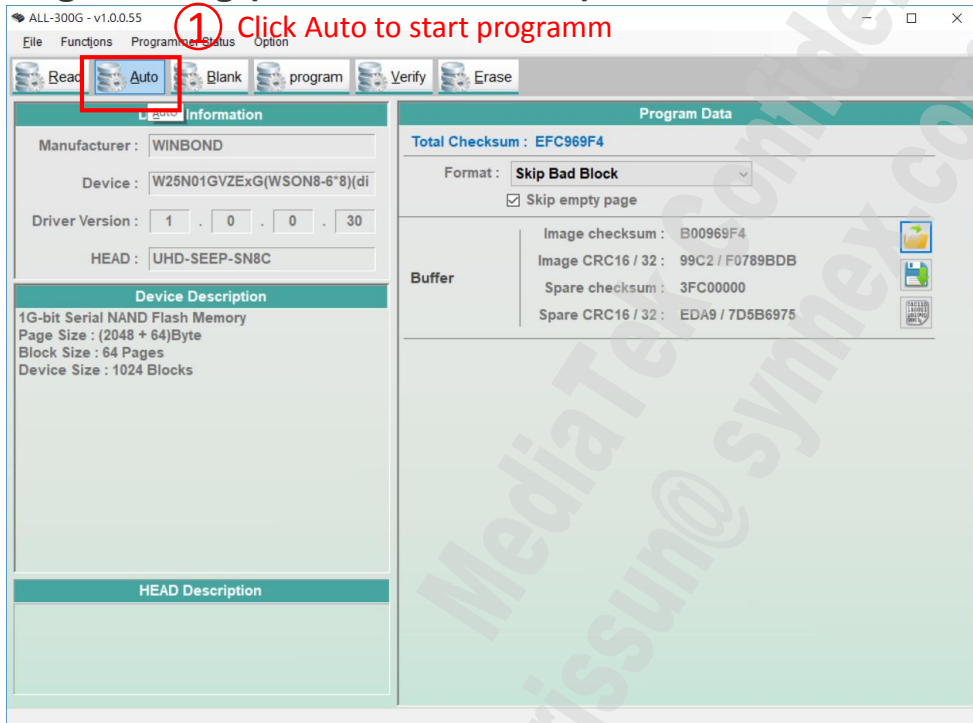 ALL-300G - v1.0.0.55
① Click Auto to start programm
File Functions Programmer Status Option
Read Auto Blank program Verify Erase
Auto
Information
Manufacturer : WINBOND
Device : W25N01GVZExG(WSON8-6*8)(di
Driver Version : 1 . 0 . 0 . 30
HEAD : UHD-SEEP-SN8C
Device Description
1G-bit Serial NAND Flash Memory
Page Size : (2048 + 64)Byte
Block Size : 64 Pages
Device Size : 1024 Blocks
HEAD Description
Program Data
Total Checksum : EFC969F4
Format : Skip Bad Block
Skip empty page
Buffer
Image checksum : B00969F4
Image CRC16 / 32 : 99C2 / F0789BDB
Spare checksum : 3FC00000
Spare CRC16 / 32 : EDA9 / 7D5B6975
MediaTek Confide
rissun@ synnex.co